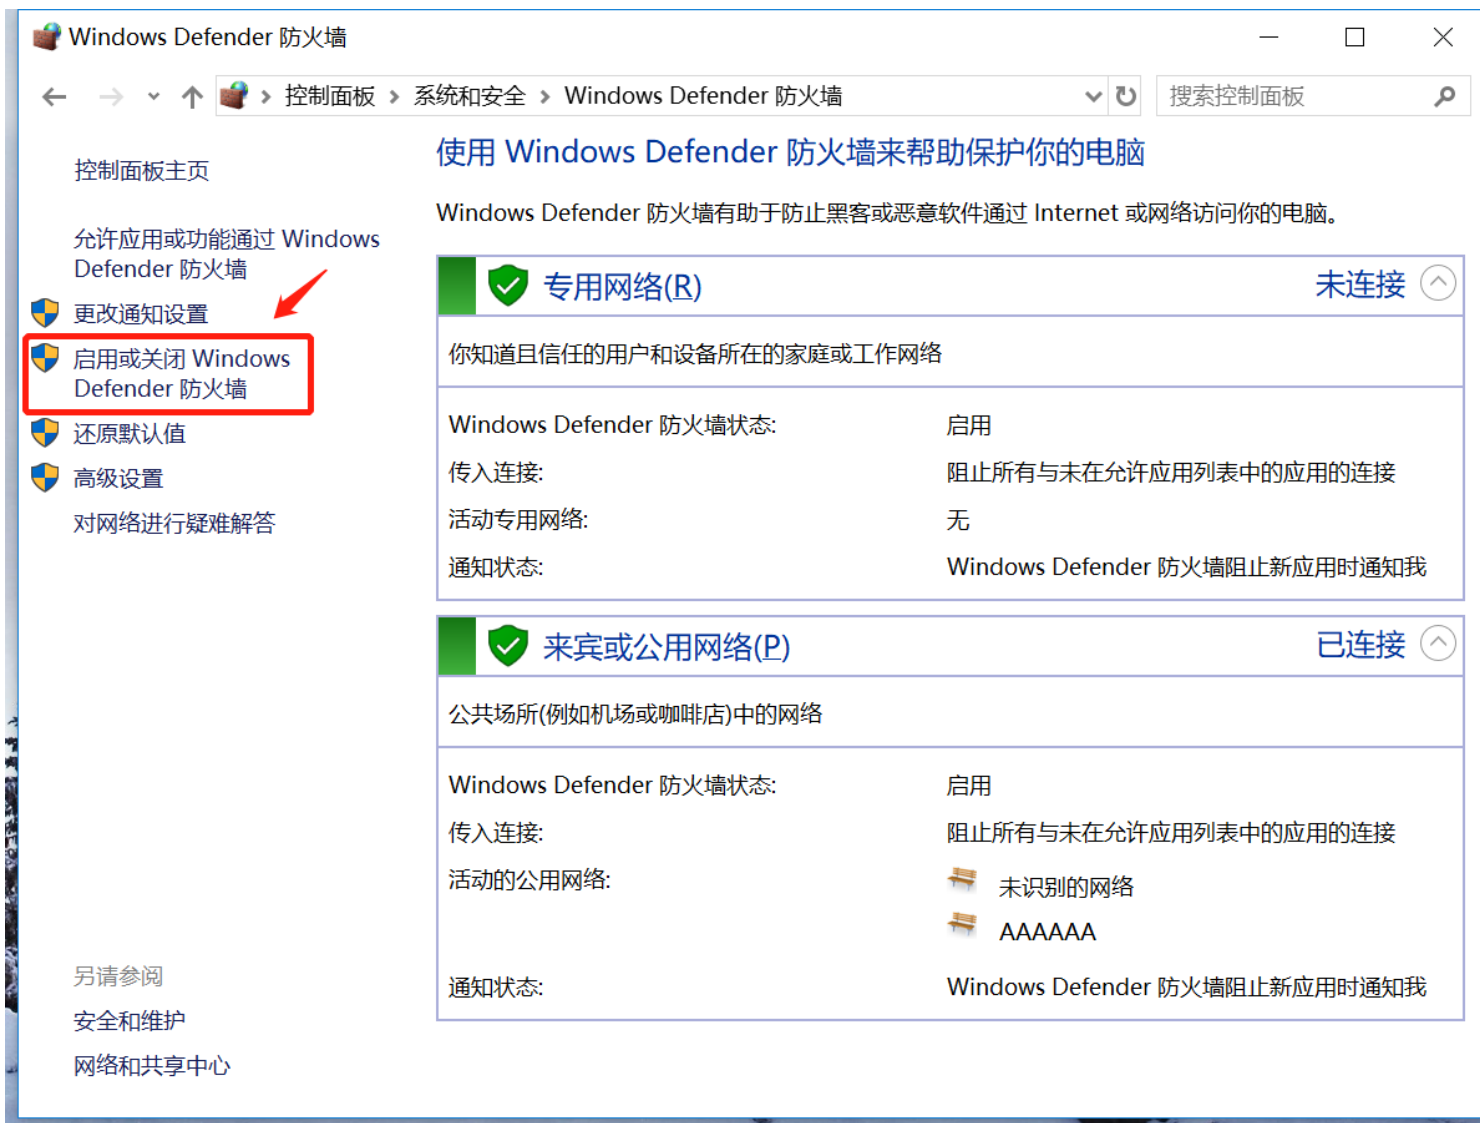 Windows Defender 防火墙
控制面板 系统和安全 Windows Defender 防火墙
搜索控制面板
控制面板主页
允许应用或功能通过 Windows
Defender 防火墙
更改通知设置
启用或关闭 Windows
Defender 防火墙
还原默认值
高级设置
对网络进行疑难解答
另请参阅
安全和维护
网络和共享中心
使用 Windows Defender 防火墙来帮助保护你的电脑
Windows Defender 防火墙有助于防止黑客或恶意软件通过 Internet 或网络访问你的电脑。
专用网络(R) 未连接
你知道且信任的用户和设备所在的家庭或工作网络
Windows Defender 防火墙状态: 启用
传入连接: 阻止所有与未在允许应用列表中的应用的连接
活动专用网络: 无
通知状态: Windows Defender 防火墙阻止新应用时通知我
来宾或公用网络(P) 已连接
公共场所(例如机场或咖啡店)中的网络
Windows Defender 防火墙状态: 启用
传入连接: 阻止所有与未在允许应用列表中的应用的连接
活动的公用网络: 未识别的网络
AAAAAA
通知状态: Windows Defender 防火墙阻止新应用时通知我